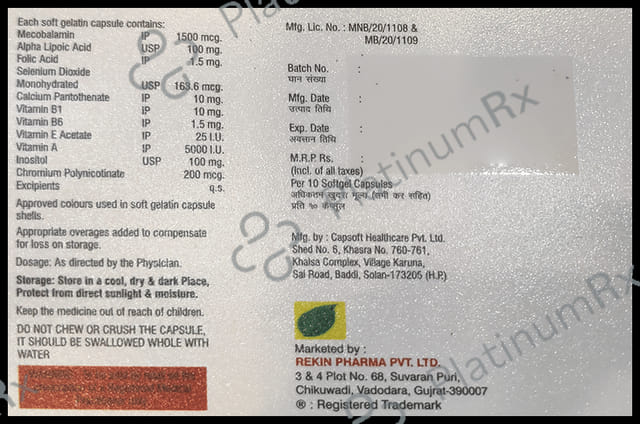 Each soft gelatin capsule contains:
Mecobalamin IP 1500 mcg.
Alpha Lipoic Acid USP 100 mg.
Folic Acid IP 1.5 mg.
Selenium Dioxide
Monohydrated USP 163.6 mcg.
Calcium Pantothenate IP 10 mg.
Vitamin B1 IP 10 mg.
Vitamin B6 IP 1.5 mg.
Vitamin E Acetate IP 25 I.U.
Vitamin A IP 5000 I.U.
Inositol USP 100 mg.
Chromium Polynicotinate 200 mcg.
Excipients q.s.
Approved colours used in soft gelatin capsule
shells.
Appropriate overages added to compensate
for loss on storage.
Dosage: As directed by the Physician.
Storage: Store in a cool, dry & dark Place,
Protect from direct sunlight & moisture.
Keep the medicine out of reach of children.
DO NOT CHEW OR CRUSH THE CAPSULE,
IT SHOULD BE SWALLOWED WHOLE WITH
WATER
Mfg. Lic. No. : MNB/20/1108 &
MB/20/1109
Batch No. :
घान संख्या
Mfg. Date :
उत्पाद तिथि
Exp. Date :
अवसान तिथि
M.R.P. Rs. :
(Incl. of all taxes)
Per 10 Softgel Capsules
अधिकतम खुदरा मूल्य (सभी कर सहित)
प्रति १० कैप्सूल
Mfg. by : Capsoft Healthcare Pvt. Ltd.
Shed No. 6, Khasra No. 760-761,
Khalsa Complex, Village Karuna,
Sai Road, Baddi, Solan-173205 (H.P.)
Marketed by :
REKIN PHARMA PVT. LTD.
3 & 4 Plot No. 68, Suvaran Puri,
Chikuwadi, Vadodara, Gujrat-390007
® : Registered Trademark
PlatinumRx
PlatinumRx
PlatinumRx